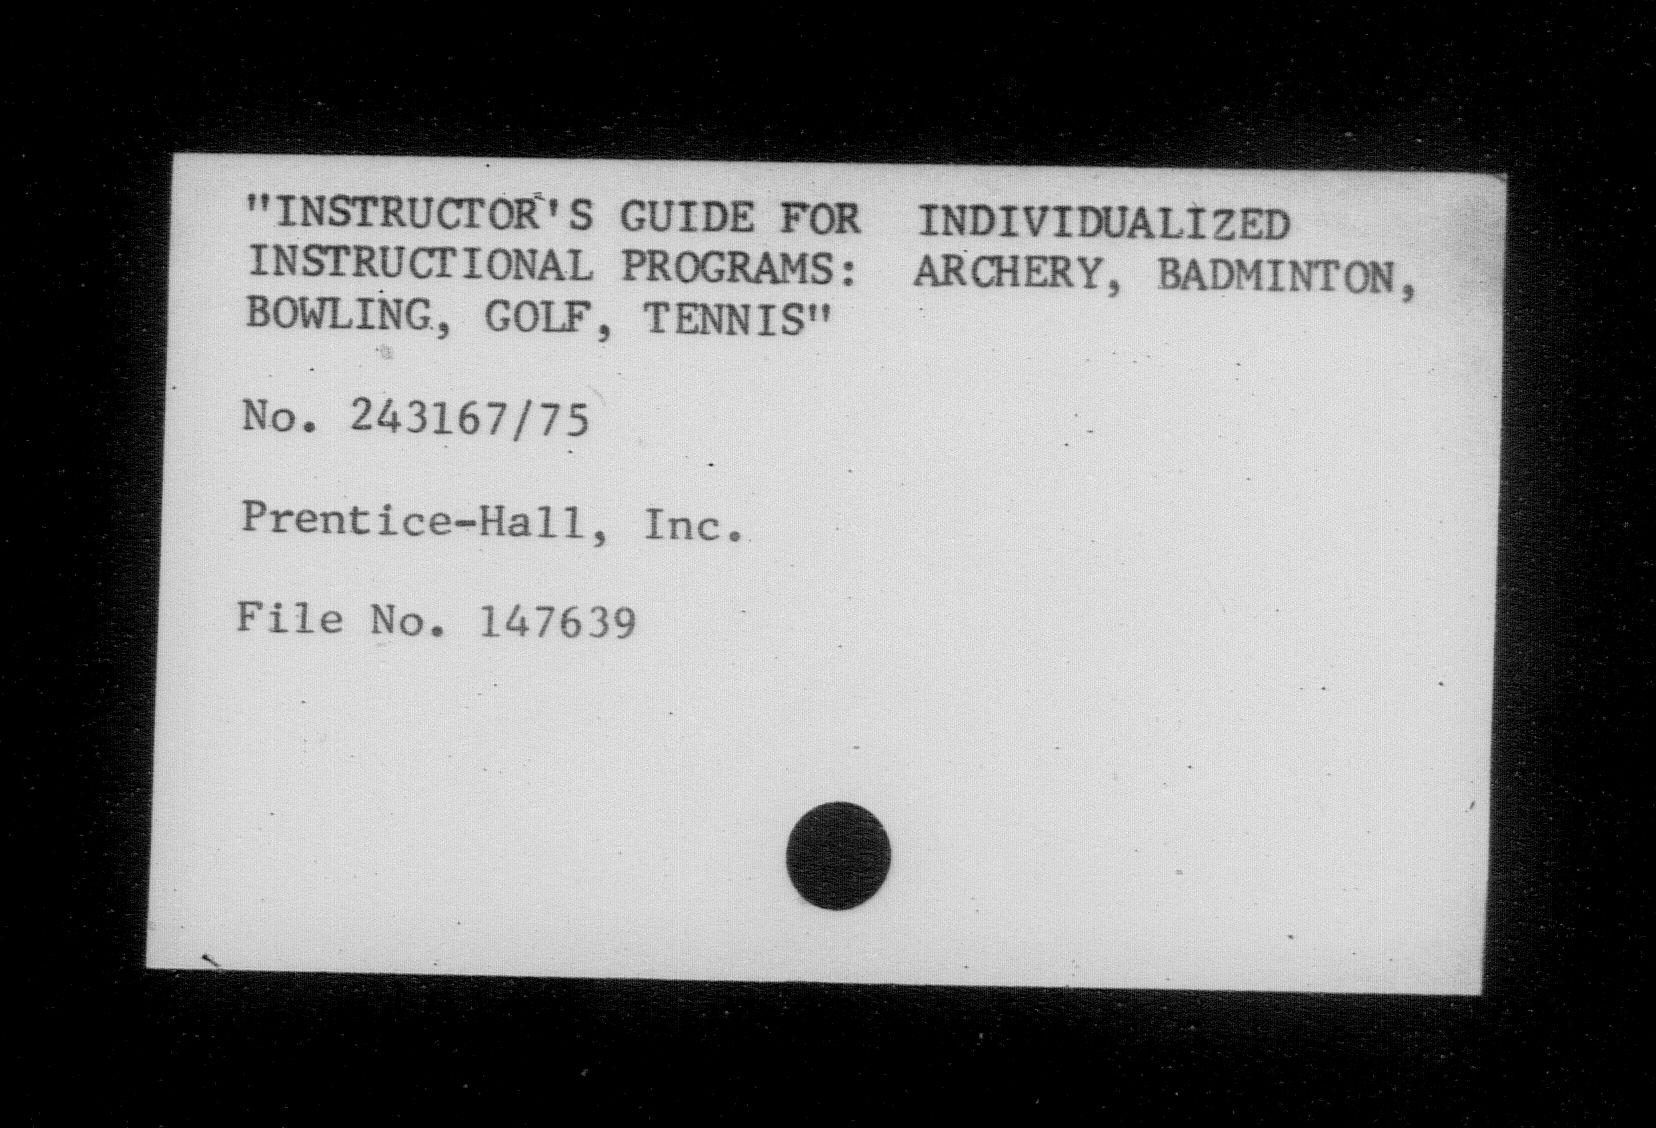 "INSTRUCTOR'S GUIDE FOR INDIVIDUALIZED
INSTRUCTIONAL PROGRAMS: ARCHERY, BADMINTON,
BOWLING, GOLF, TENNIS"
No. 243167/75
Prentice-Hall, Inc.
File No. 147639